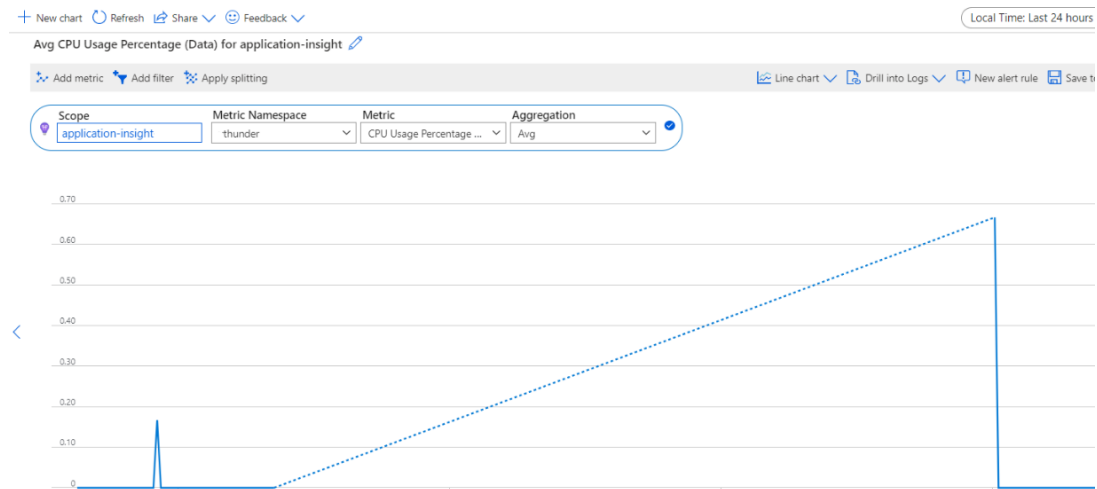 New chart Refresh Share Feedback Local Time: Last 24 hours
Avg CPU Usage Percentage (Data) for application-insight
Add metric Add filter Apply splitting Line chart Drill into Logs New alert rule Save to
Scope Metric Namespace Metric Aggregation
application-insight thunder CPU Usage Percentage ... Avg
0.70
0.60
0.50
0.40
0.30
0.20
0.10
0